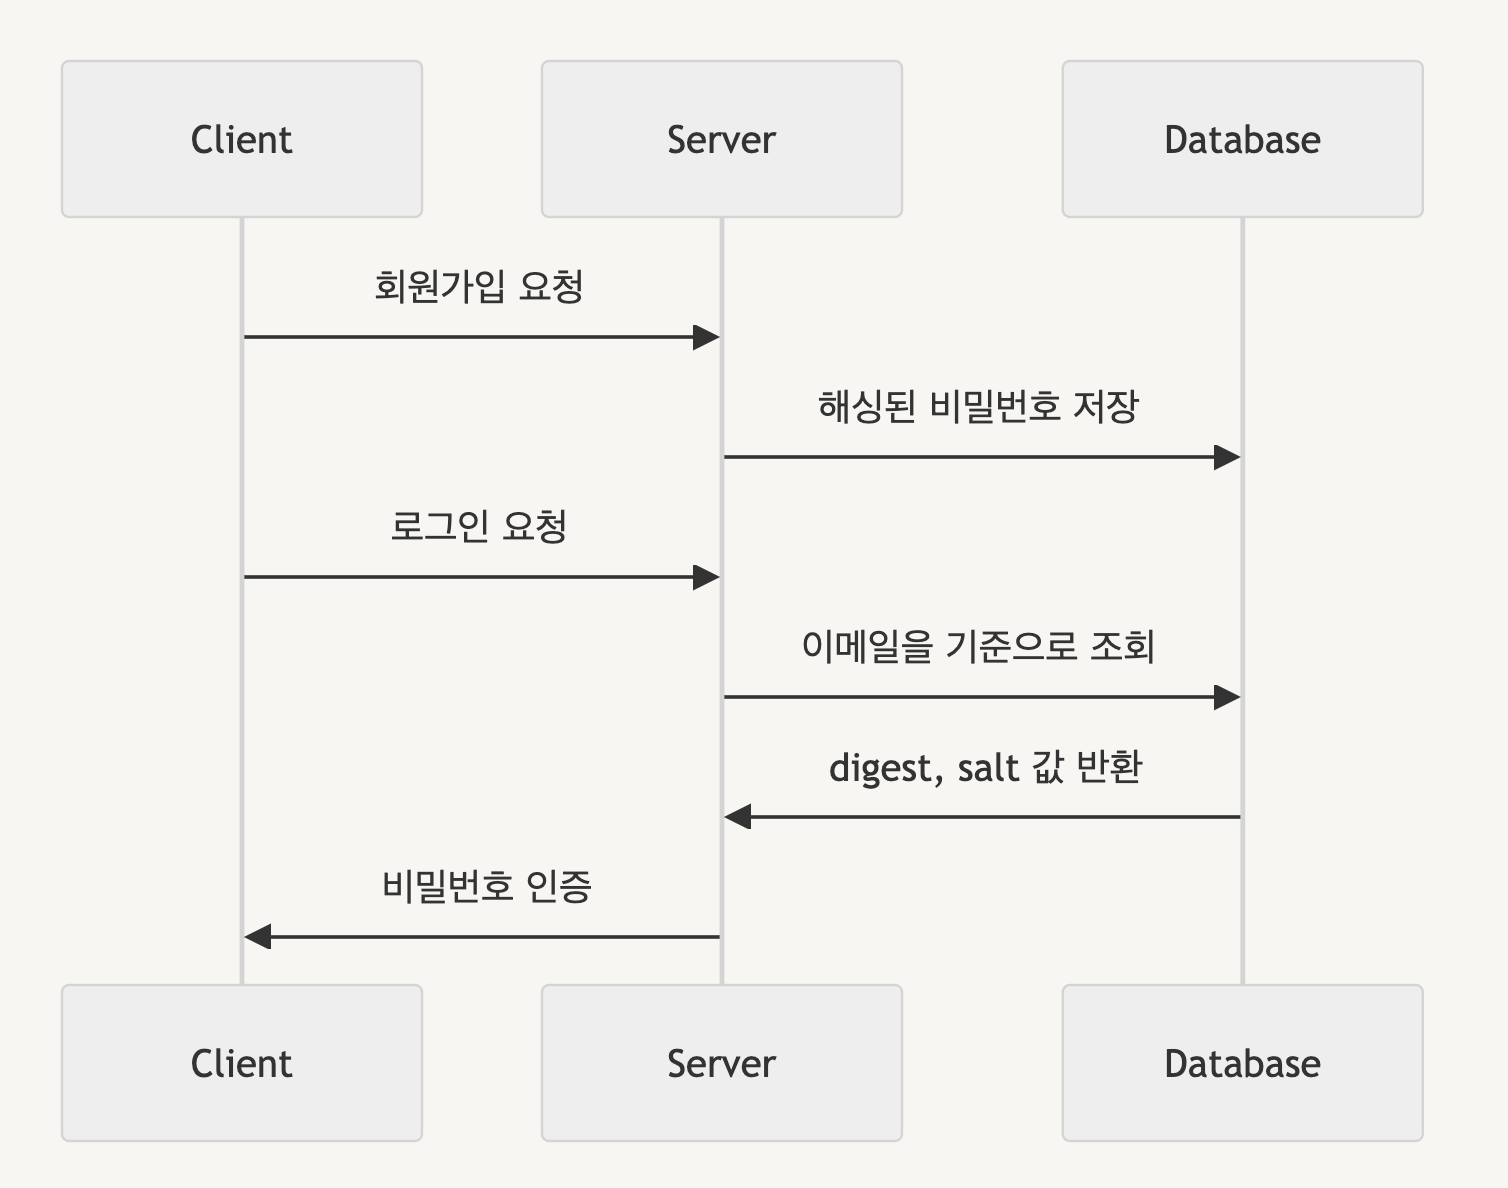 Client
Server
Database
회원가입 요청
해싱된 비밀번호 저장
로그인 요청
이메일을 기준으로 조회
digest, salt 값 반환
비밀번호 인증
Client
Server
Database